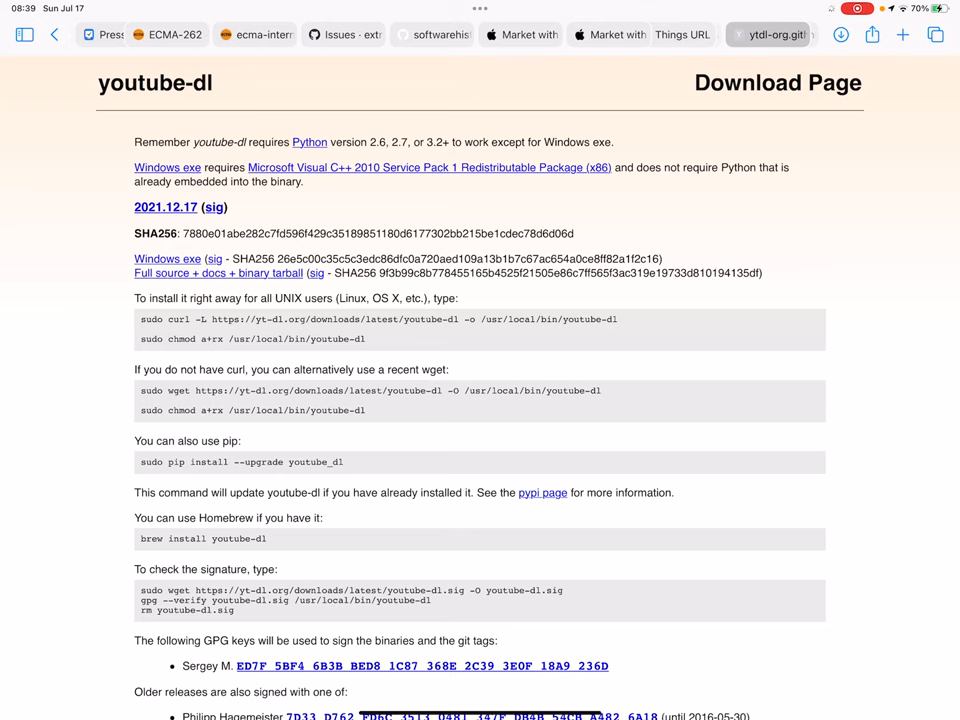 08:39 Sun Jul 17
70%
Press
ECMA-262
ecma-intern
Issues · extr
softwarehis
Market with
Market with
Things URL
ytdl-org.gith
youtube-dl
Download Page
Remember youtube-dl requires Python version 2.6, 2.7, or 3.2+ to work except for Windows exe.
Windows exe requires Microsoft Visual C++ 2010 Service Pack 1 Redistributable Package (x86) and does not require Python that is
already embedded into the binary.
2021.12.17 (sig)
SHA256: 7880e01abe282c7fd596f429c35189851180d6177302bb215be1cdec78d6d06d
Windows exe (sig - SHA256 26e5c00c35c5c3edc86dfc0a720aed109a13b1b7c67ac654a0ce8ff82a1f2c16)
Full source + docs + binary tarball (sig - SHA256 9f3b99c8b778455165b4525f21505e86c7ff565f3ac319e19733d810194135df)
To install it right away for all UNIX users (Linux, OS X, etc.), type:
sudo curl -L https://yt-dl.org/downloads/latest/youtube-dl -o /usr/local/bin/youtube-dl
sudo chmod a+rx /usr/local/bin/youtube-dl
If you do not have curl, you can alternatively use a recent wget:
sudo wget https://yt-dl.org/downloads/latest/youtube-dl -O /usr/local/bin/youtube-dl
sudo chmod a+rx /usr/local/bin/youtube-dl
You can also use pip:
sudo pip install --upgrade youtube_dl
This command will update youtube-dl if you have already installed it. See the pypi page for more information.
You can use Homebrew if you have it:
brew install youtube-dl
To check the signature, type:
sudo wget https://yt-dl.org/downloads/latest/youtube-dl.sig -O youtube-dl.sig
gpg --verify youtube-dl.sig /usr/local/bin/youtube-dl
rm youtube-dl.sig
The following GPG keys will be used to sign the binaries and the git tags:
• Sergey M. ED7F 5BF4 6B3B BED8 1C87 368E 2C39 3E0F 18A9 236D
Older releases are also signed with one of:
• Philipp Hagemeister 7D33 D762 FD6C 3513 0481 347F DB4B 54CB A482 6A18 (until 2016-05-30)